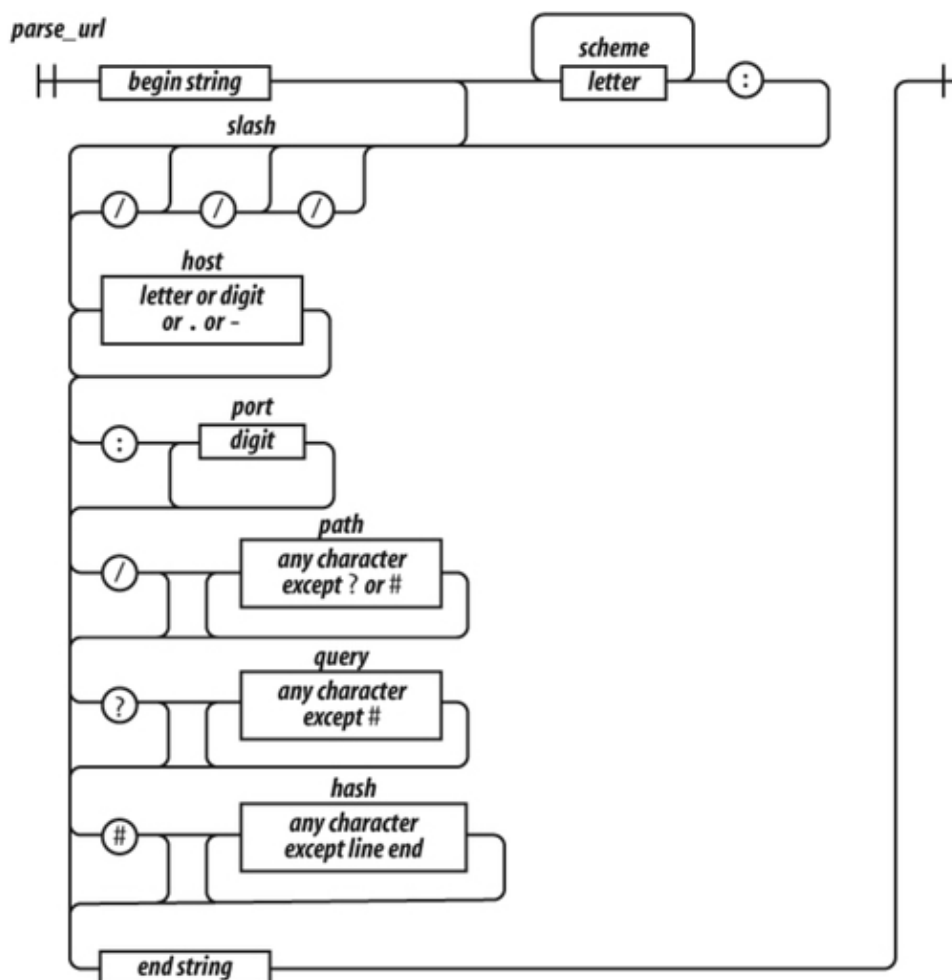 parse_url
scheme
begin string
letter
:
slash
/ / /
host
letter or digit
or . or -
port
:
digit
path
/
any character
except ? or #
query
?
any character
except #
hash
#
any character
except line end
end string